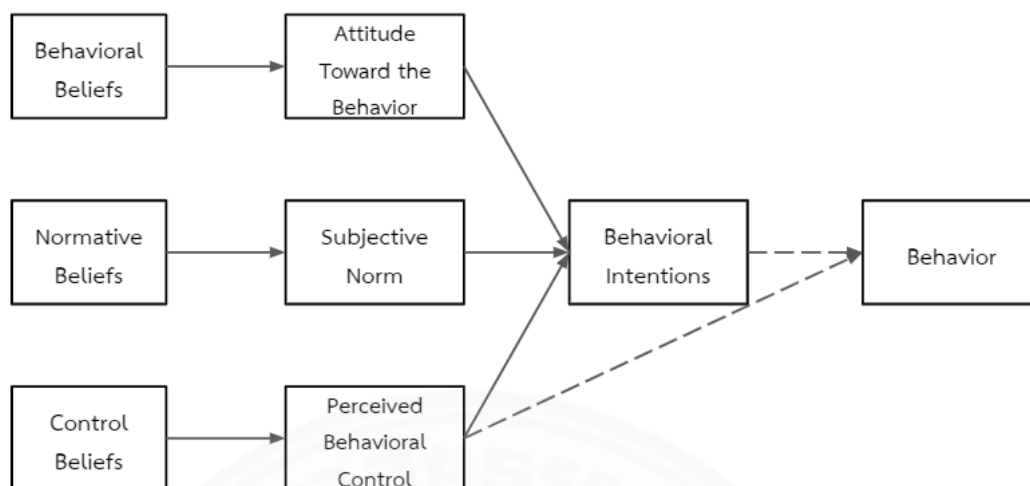 Behavioral
Beliefs
Attitude
Toward the
Behavior
Normative
Beliefs
Subjective
Norm
Behavioral
Intentions
Behavior
Control
Beliefs
Perceived
Behavioral
Control